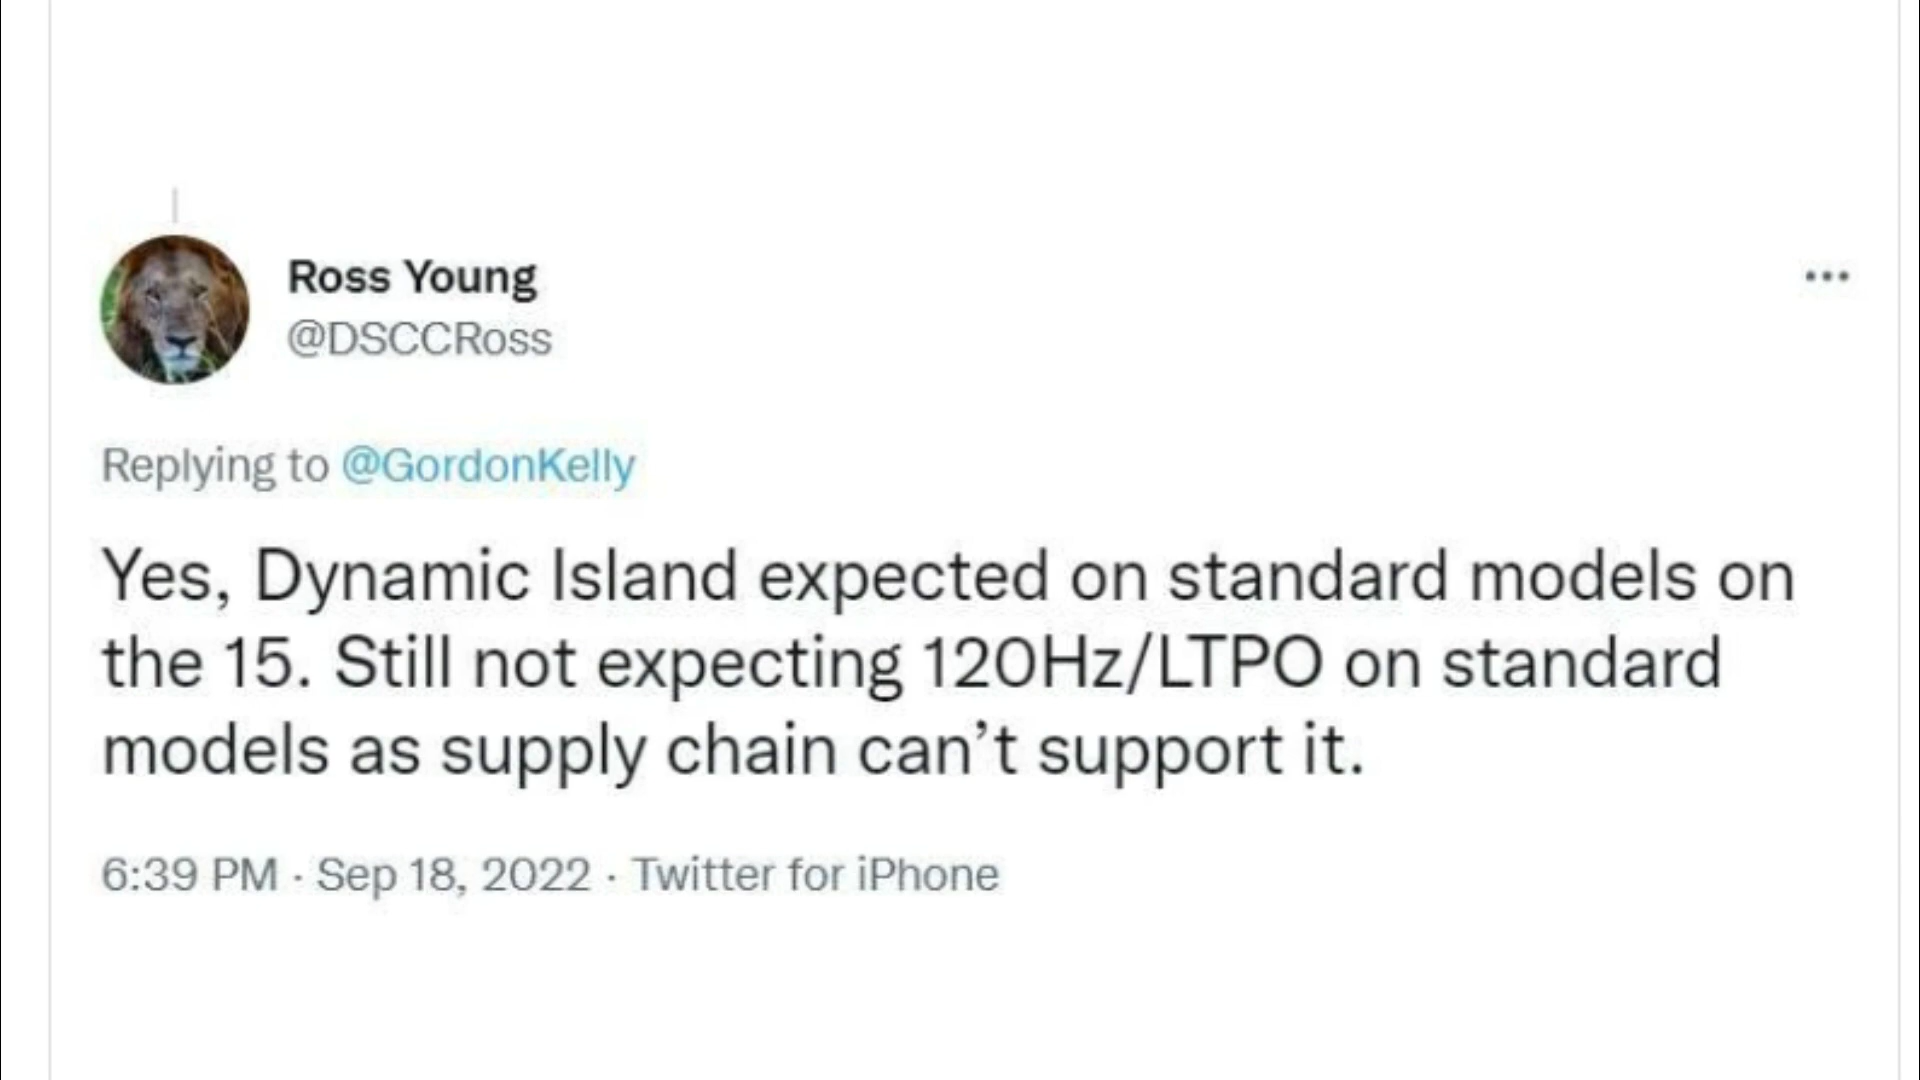 Ross Young
@DSCCRoss
Replying to @GordonKelly
Yes, Dynamic Island expected on standard models on
the 15. Still not expecting 120Hz/LTPO on standard
models as supply chain can’t support it.
6:39 PM · Sep 18, 2022 · Twitter for iPhone